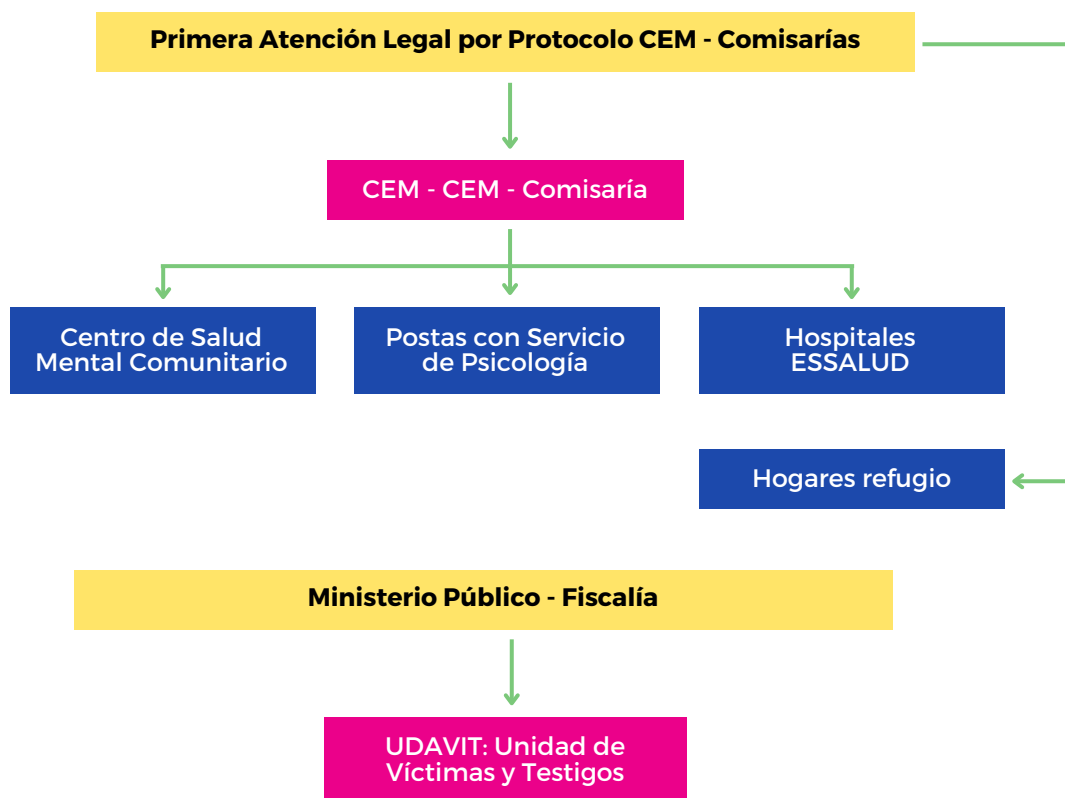 Primera Atención Legal por Protocolo CEM - Comisarías
CEM - CEM - Comisaría
Centro de Salud
Mental Comunitario
Postas con Servicio
de Psicología
Hospitales
ESSALUD
Hogares refugio
Ministerio Público - Fiscalía
UDAVIT: Unidad de
Víctimas y Testigos